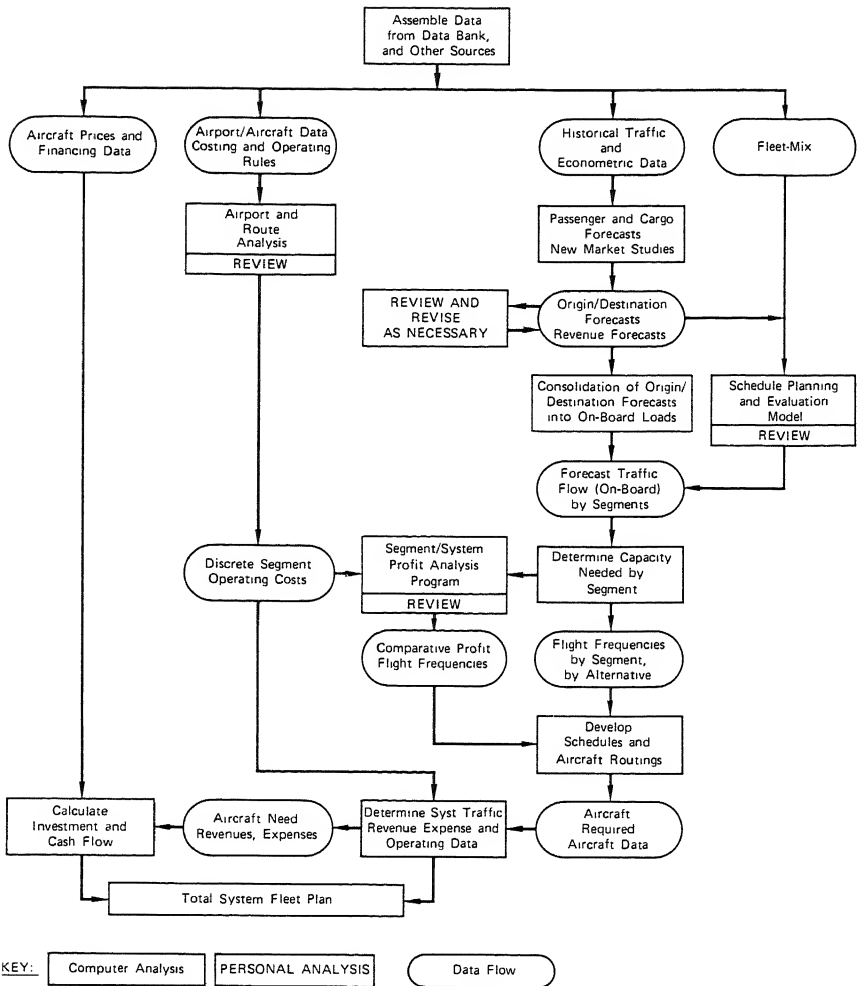 Assemble Data
from Data Bank,
and Other Sources
Aircraft Prices and
Financing Data
Airport/Aircraft Data
Costing and Operating
Rules
Historical Traffic
and
Econometric Data
Fleet-Mix
Airport and
Route
Analysis
REVIEW
Passenger and Cargo
Forecasts
New Market Studies
REVIEW AND
REVISE
AS NECESSARY
Origin/Destination
Forecasts
Revenue Forecasts
Consolidation of Origin/
Destination Forecasts
into On-Board Loads
Schedule Planning
and Evaluation
Model
REVIEW
Forecast Traffic
Flow (On-Board)
by Segments
Discrete Segment
Operating Costs
Segment/System
Profit Analysis
Program
REVIEW
Determine Capacity
Needed by
Segment
Comparative Profit
Flight Frequencies
Flight Frequencies
by Segment,
by Alternative
Develop
Schedules and
Aircraft Routings
Calculate
Investment and
Cash Flow
Aircraft Need
Revenues, Expenses
Determine Syst Traffic
Revenue Expense and
Operating Data
Aircraft
Required
Aircraft Data
Total System Fleet Plan
KEY:
Computer Analysis
PERSONAL ANALYSIS
Data Flow